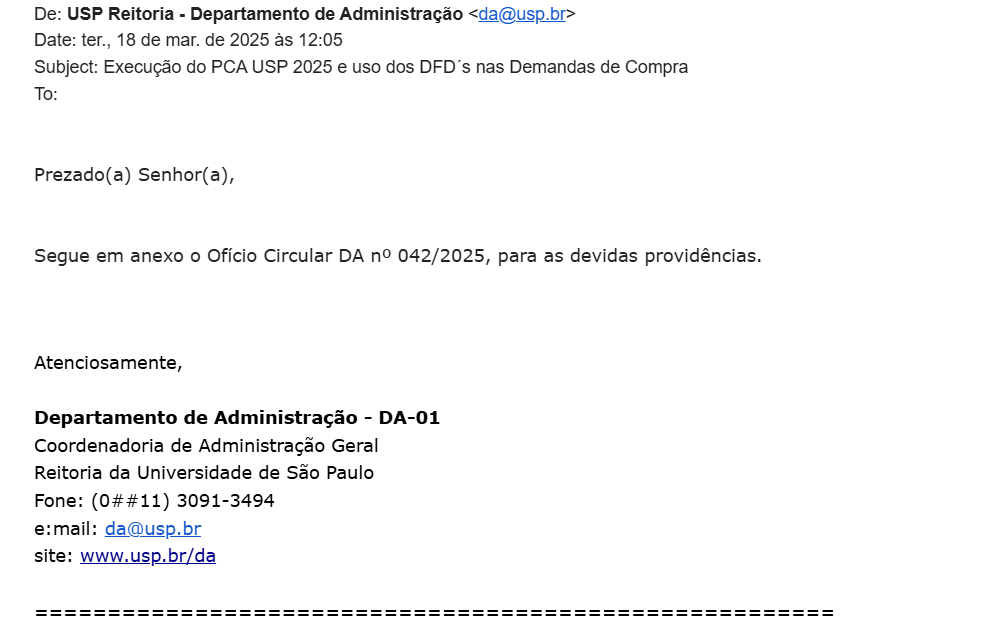 De: USP Reitoria - Departamento de Administração <da@usp.br>
Date: ter., 18 de mar. de 2025 às 12:05
Subject: Execução do PCA USP 2025 e uso dos DFD´s nas Demandas de Compra
To:
Prezado(a) Senhor(a),
Segue em anexo o Ofício Circular DA nº 042/2025, para as devidas providências.
Atenciosamente,
Departamento de Administração - DA-01
Coordenadoria de Administração Geral
Reitoria da Universidade de São Paulo
Fone: (0##11) 3091-3494
e:mail: da@usp.br
site: www.usp.br/da
=======================================================